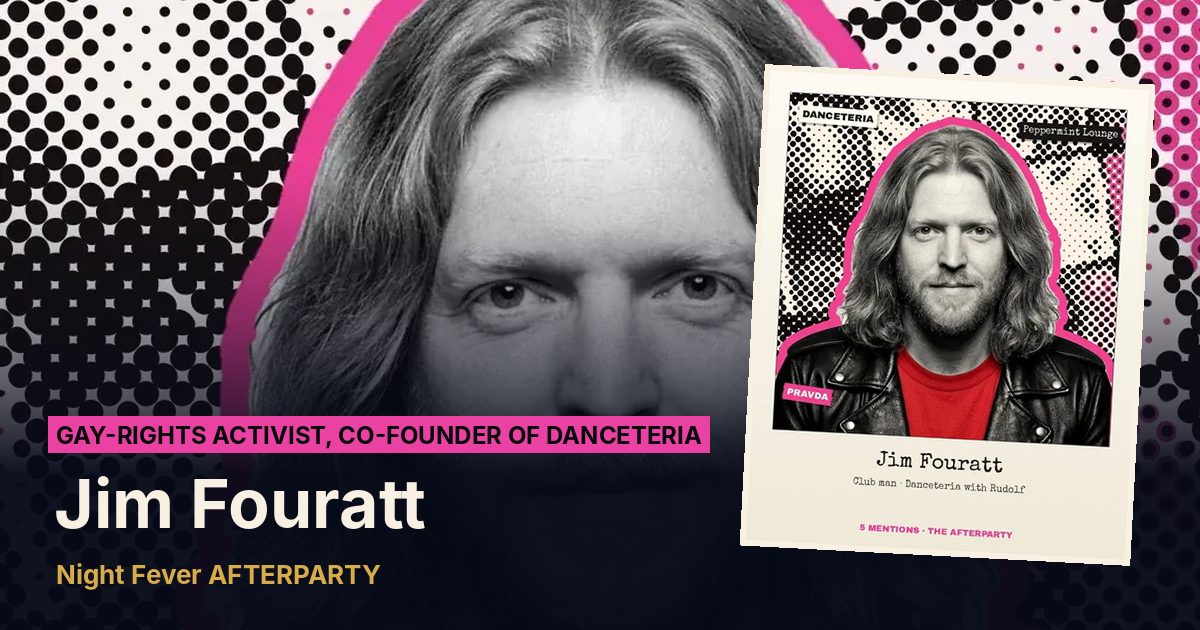 GAY-RIGHTS ACTIVIST, CO-FOUNDER OF DANCETERIA
Jim Fouratt
Night Fever AFTERPARTY
DANCETERIA
Peppermint Lounge
PRAVDA
Jim Fouratt
Club man · Danceteria with Rudolf
5 MENTIONS · THE AFTERPARTY